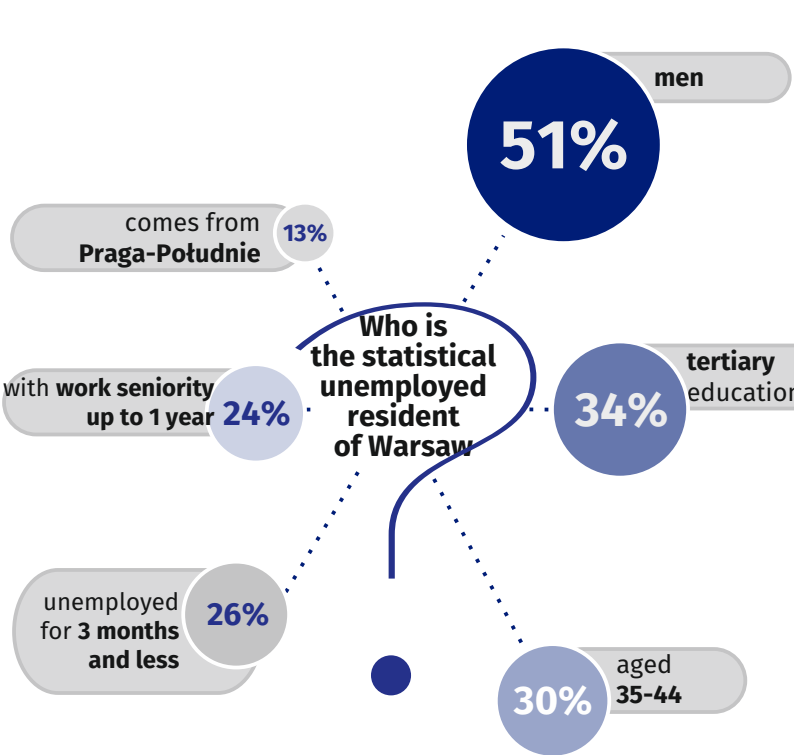 men
51%
comes from
Praga-Południe
13%
Who is
the statistical
unemployed
resident
of Warsaw
with work seniority
up to 1 year
24%
34%
tertiary
education
unemployed
for 3 months
and less
26%
30%
aged
35-44